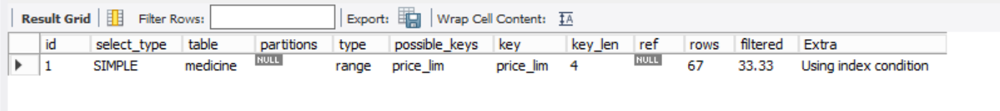 Result Grid Filter Rows: Export: Wrap Cell Content: IA
id select_type table partitions type possible_keys key key_len ref rows filtered Extra
1 SIMPLE medicine NULL range price_lim price_lim 4 NULL 67 33.33 Using index condition